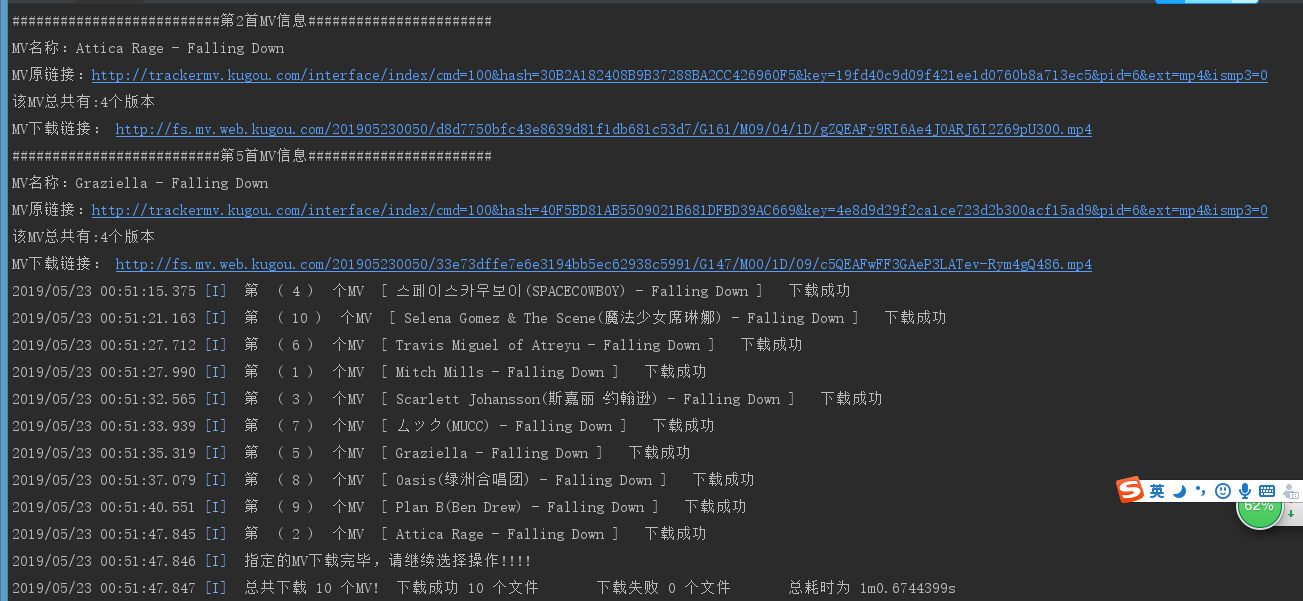 ##########################第2首MV信息#######################
MV名称：Attica Rage - Falling Down
MV原链接：http://trackermv.kugou.com/interface/index/cmd=100&hash=30B2A182408B9B37288BA2CC426960F5&key=19fd40c9d09f421ee1d0760b8a713ec5&pid=6&ext=mp4&ismp3=0
该MV总共有:4个版本
MV下载链接： http://fs.mv.web.kugou.com/201905230050/d8d7750bfc43e8639d81f1db681c53d7/G161/M09/04/1D/gZQEAFy9RI6Ae4J0ARJ6I2Z69pU300.mp4
##########################第5首MV信息#######################
MV名称：Graziella - Falling Down
MV原链接：http://trackermv.kugou.com/interface/index/cmd=100&hash=40F5BD81AB5509021B681DFBD39AC669&key=4e8d9d29f2ca1ce723d2b300acf15ad9&pid=6&ext=mp4&ismp3=0
该MV总共有:4个版本
MV下载链接： http://fs.mv.web.kugou.com/201905230050/33e73dffe7e6e3194bb5ec62938c5991/G147/M00/1D/09/c5QEAFwFF3GAeP3LATev-Rym4gQ486.mp4
2019/05/23 00:51:15.375 [I] 第 （ 4 ） 个MV [ 스페이스카우보이(SPACECOWBOY) - Falling Down ] 下载成功
2019/05/23 00:51:21.163 [I] 第 （ 10 ） 个MV [ Selena Gomez & The Scene(魔法少女席琳娜) - Falling Down ] 下载成功
2019/05/23 00:51:27.712 [I] 第 （ 6 ） 个MV [ Travis Miguel of Atreyu - Falling Down ] 下载成功
2019/05/23 00:51:27.990 [I] 第 （ 1 ） 个MV [ Mitch Mills - Falling Down ] 下载成功
2019/05/23 00:51:32.565 [I] 第 （ 3 ） 个MV [ Scarlett Johansson(斯嘉丽·约翰逊) - Falling Down ] 下载成功
2019/05/23 00:51:33.939 [I] 第 （ 7 ） 个MV [ ムック(MUCC) - Falling Down ] 下载成功
2019/05/23 00:51:35.319 [I] 第 （ 5 ） 个MV [ Graziella - Falling Down ] 下载成功
2019/05/23 00:51:37.079 [I] 第 （ 8 ） 个MV [ Oasis(绿洲合唱团) - Falling Down ] 下载成功
2019/05/23 00:51:40.551 [I] 第 （ 9 ） 个MV [ Plan B(Ben Drew) - Falling Down ] 下载成功
2019/05/23 00:51:47.845 [I] 第 （ 2 ） 个MV [ Attica Rage - Falling Down ] 下载成功
2019/05/23 00:51:47.846 [I] 指定的MV下载完毕，请继续选择操作!!!!
2019/05/23 00:51:47.847 [I] 总共下载 10 个MV! 下载成功 10 个文件 下载失败 0 个文件 总耗时为 1m0.6744399s
英
62%